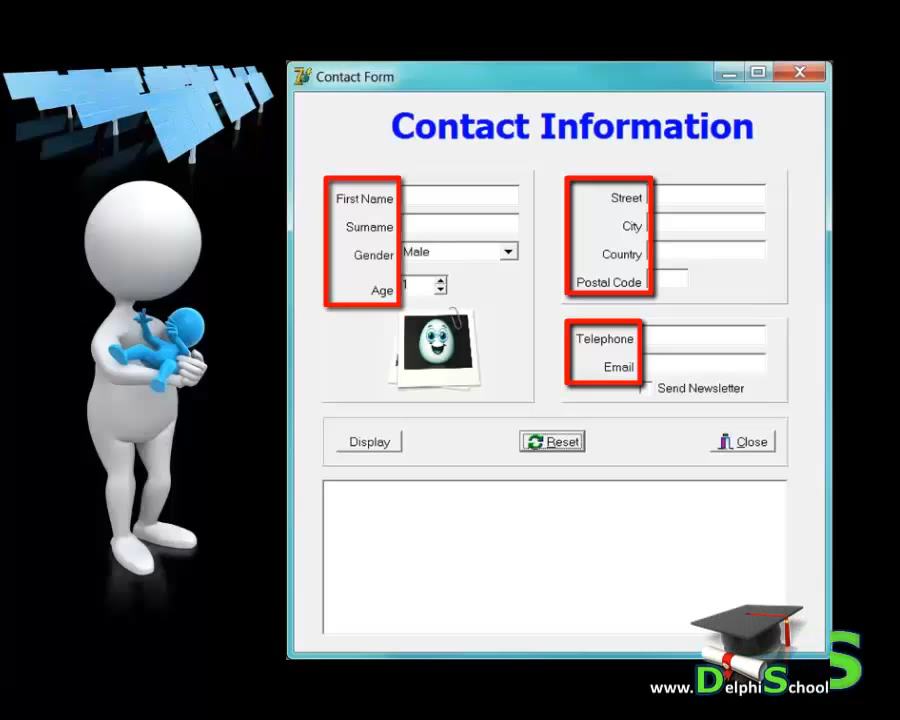 Contact Form
Contact Information
First Name
Surname
Gender
Male
Age
1
Street
City
Country
Postal Code
Telephone
Email
Send Newsletter
Display
Reset
Close
www.DelphiSchool
S